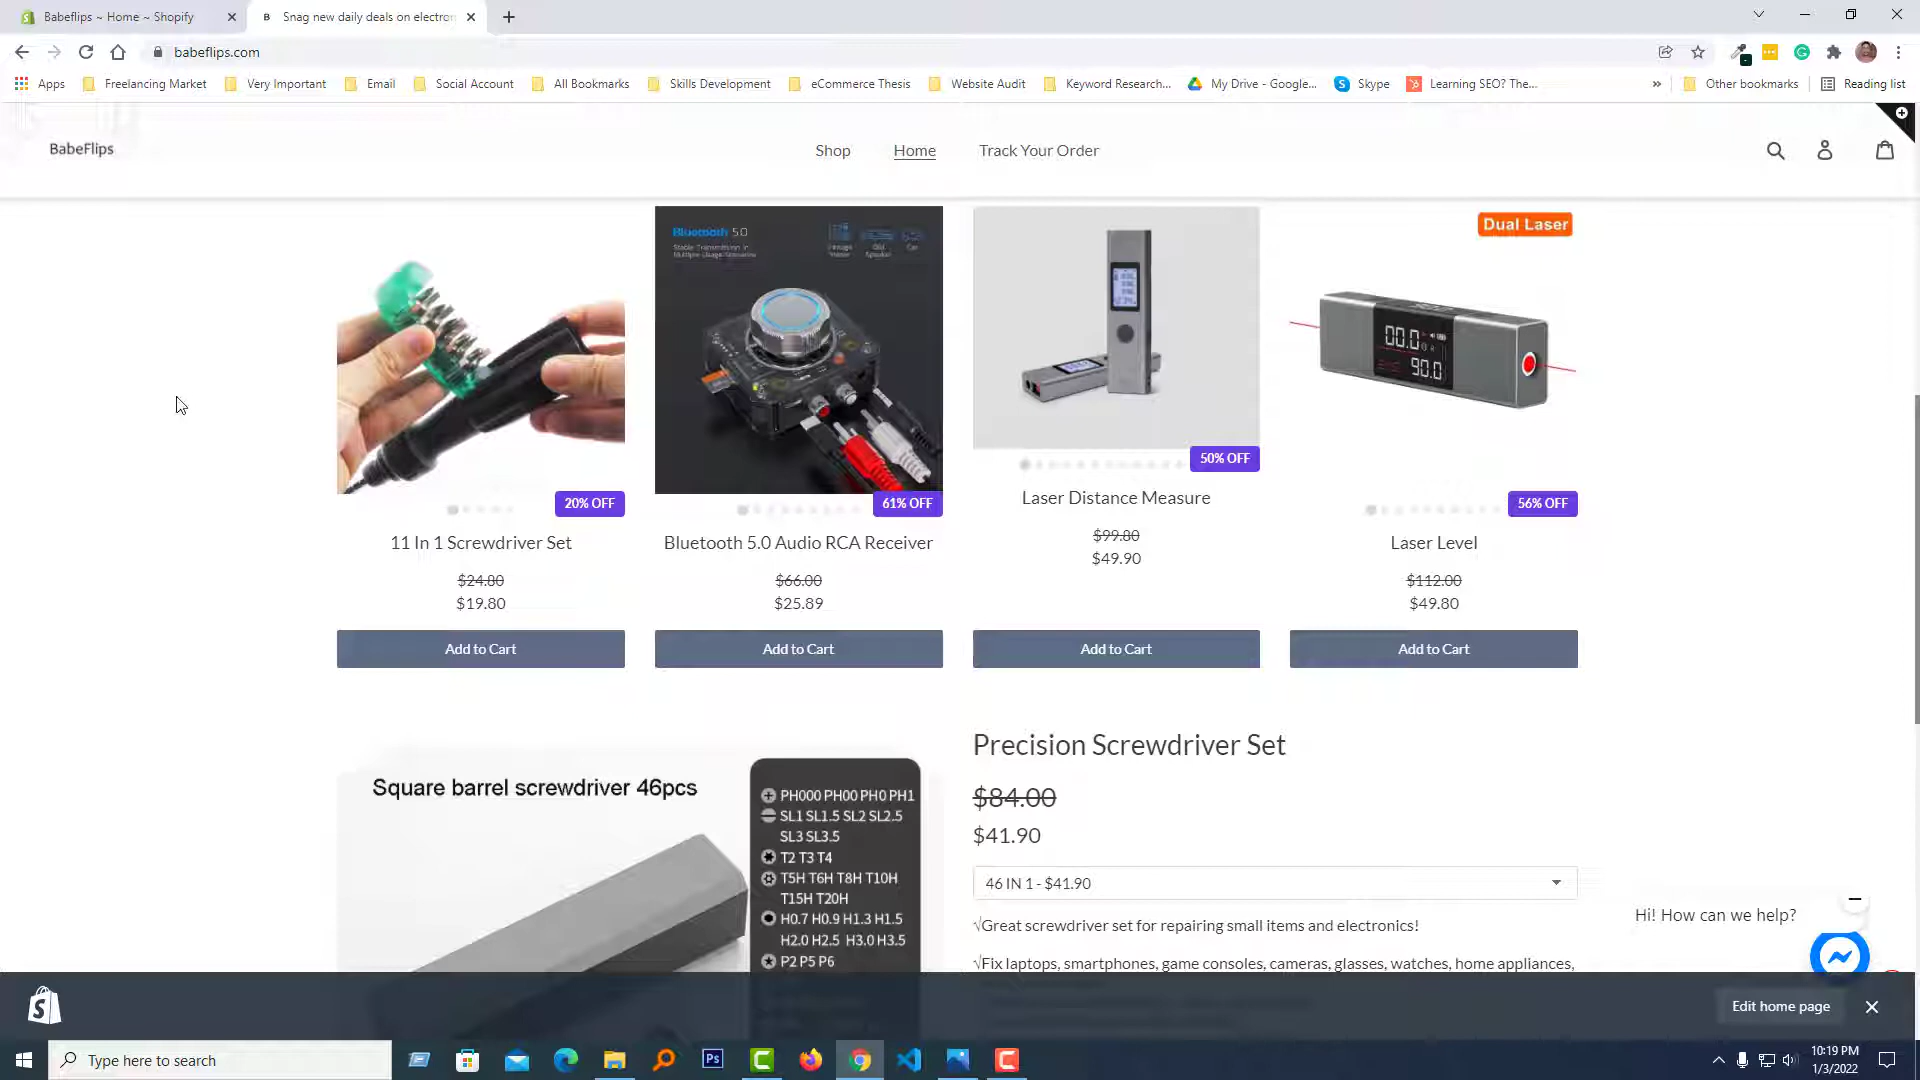 Babeflips ~ Home ~ Shopify
B Snag new daily deals on electron
babeflips.com
Apps Freelancing Market Very Important Email Social Account All Bookmarks Skills Development eCommerce Thesis Website Audit Keyword Research... My Drive - Google... Skype Learning SEO? The... » Other bookmarks Reading list
BabeFlips
Shop Home Track Your Order
Bluetooth 5.0
Dual Laser
00.0
90.0
20% OFF
61% OFF
50% OFF
56% OFF
11 In 1 Screwdriver Set
Bluetooth 5.0 Audio RCA Receiver
Laser Distance Measure
Laser Level
$24.80
$19.80
$66.00
$25.89
$99.80
$49.90
$112.00
$49.80
Add to Cart
Add to Cart
Add to Cart
Add to Cart
Square barrel screwdriver 46pcs
PH000 PH00 PH0 PH1
SL1 SL1.5 SL2 SL2.5
SL3 SL3.5
T2 T3 T4
T5H T6H T8H T10H
T15H T20H
H0.7 H0.9 H1.3 H1.5
H2.0 H2.5 H3.0 H3.5
P2 P5 P6
Precision Screwdriver Set
$84.00
$41.90
46 IN 1 - $41.90
√Great screwdriver set for repairing small items and electronics!
√Fix laptops, smartphones, game consoles, cameras, glasses, watches, home appliances,
Hi! How can we help?
Edit home page
Type here to search
Ps
10:19 PM
1/3/2022